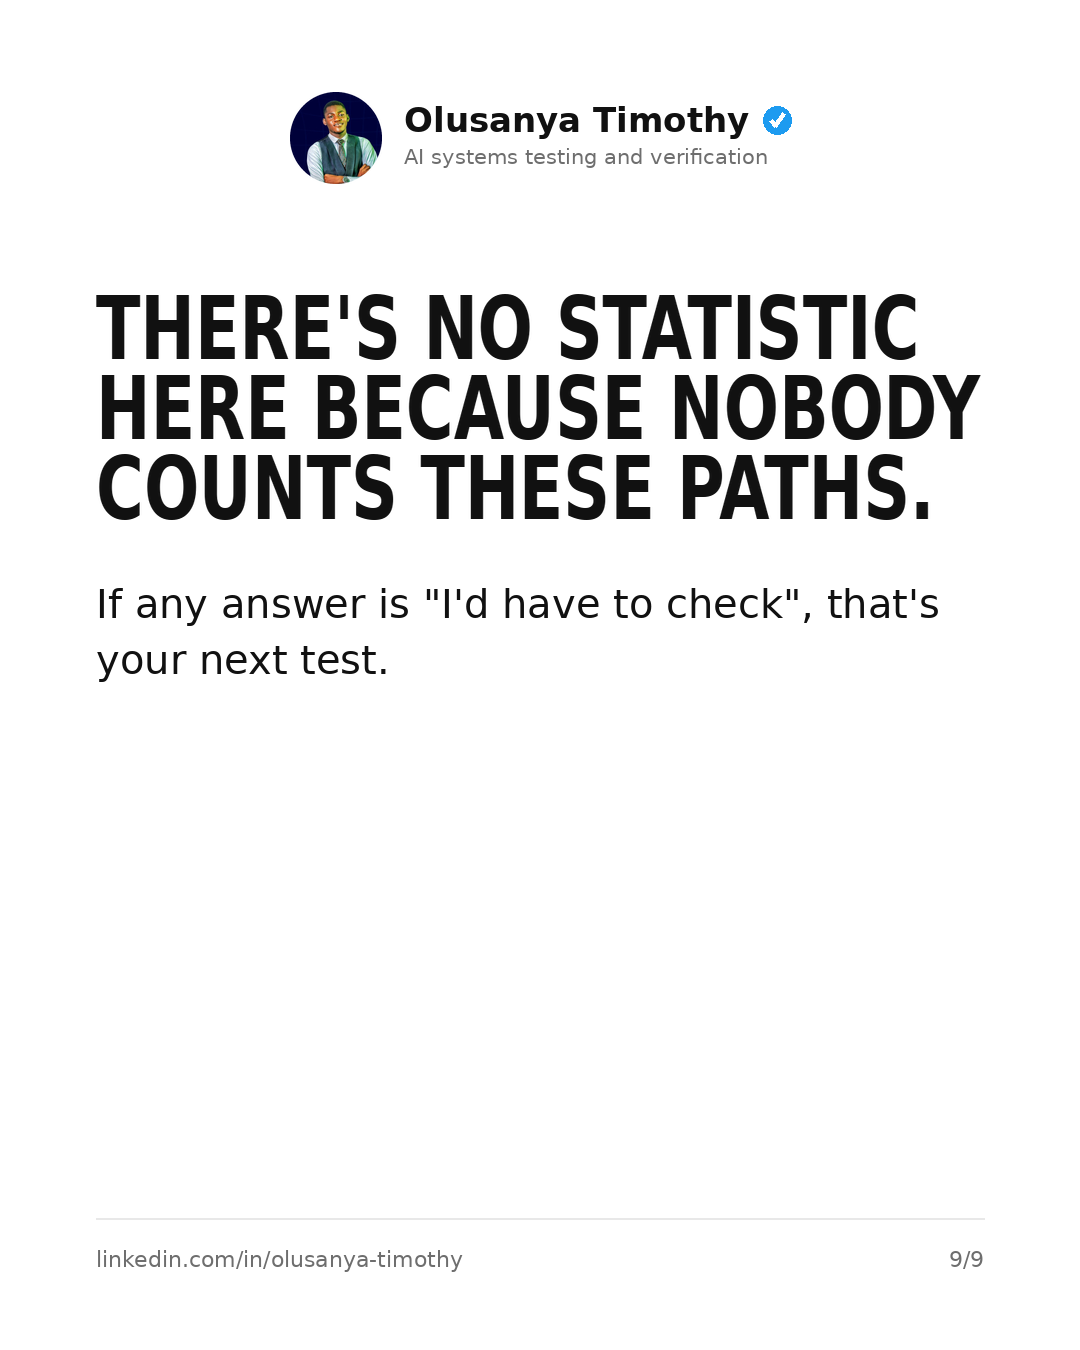 Olusanya Timothy
AI systems testing and verification
THERE'S NO STATISTIC
HERE BECAUSE NOBODY
COUNTS THESE PATHS.
If any answer is "I'd have to check", that's
your next test.
linkedin.com/in/olusanya-timothy
9/9